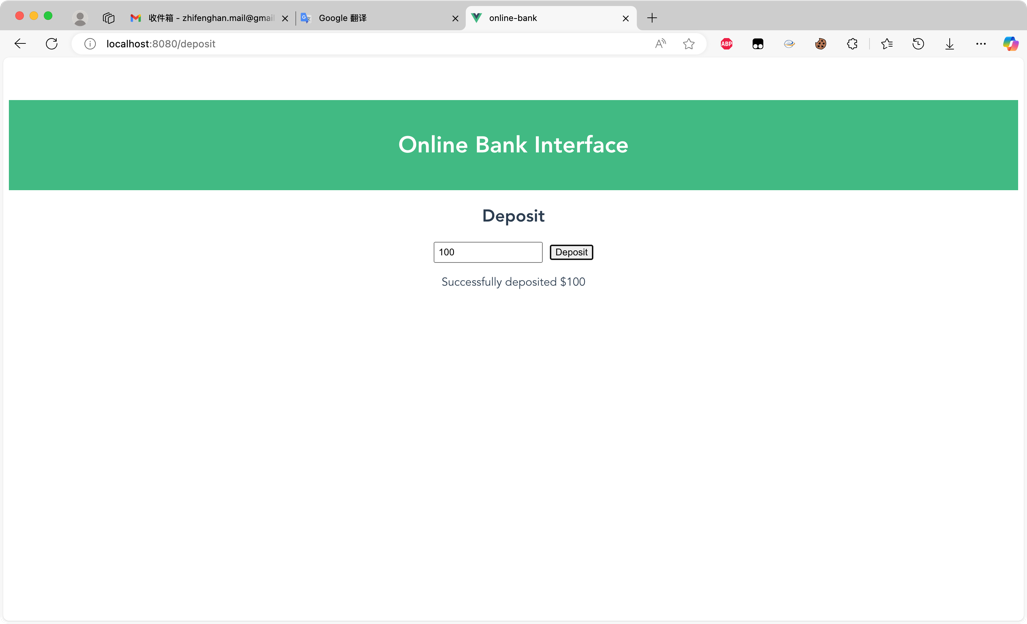 收件箱 - zhifenghan.mail@gmai
Google 翻译
online-bank
localhost:8080/deposit
A
ABP
Online Bank Interface
Deposit
100
Deposit
Successfully deposited $100